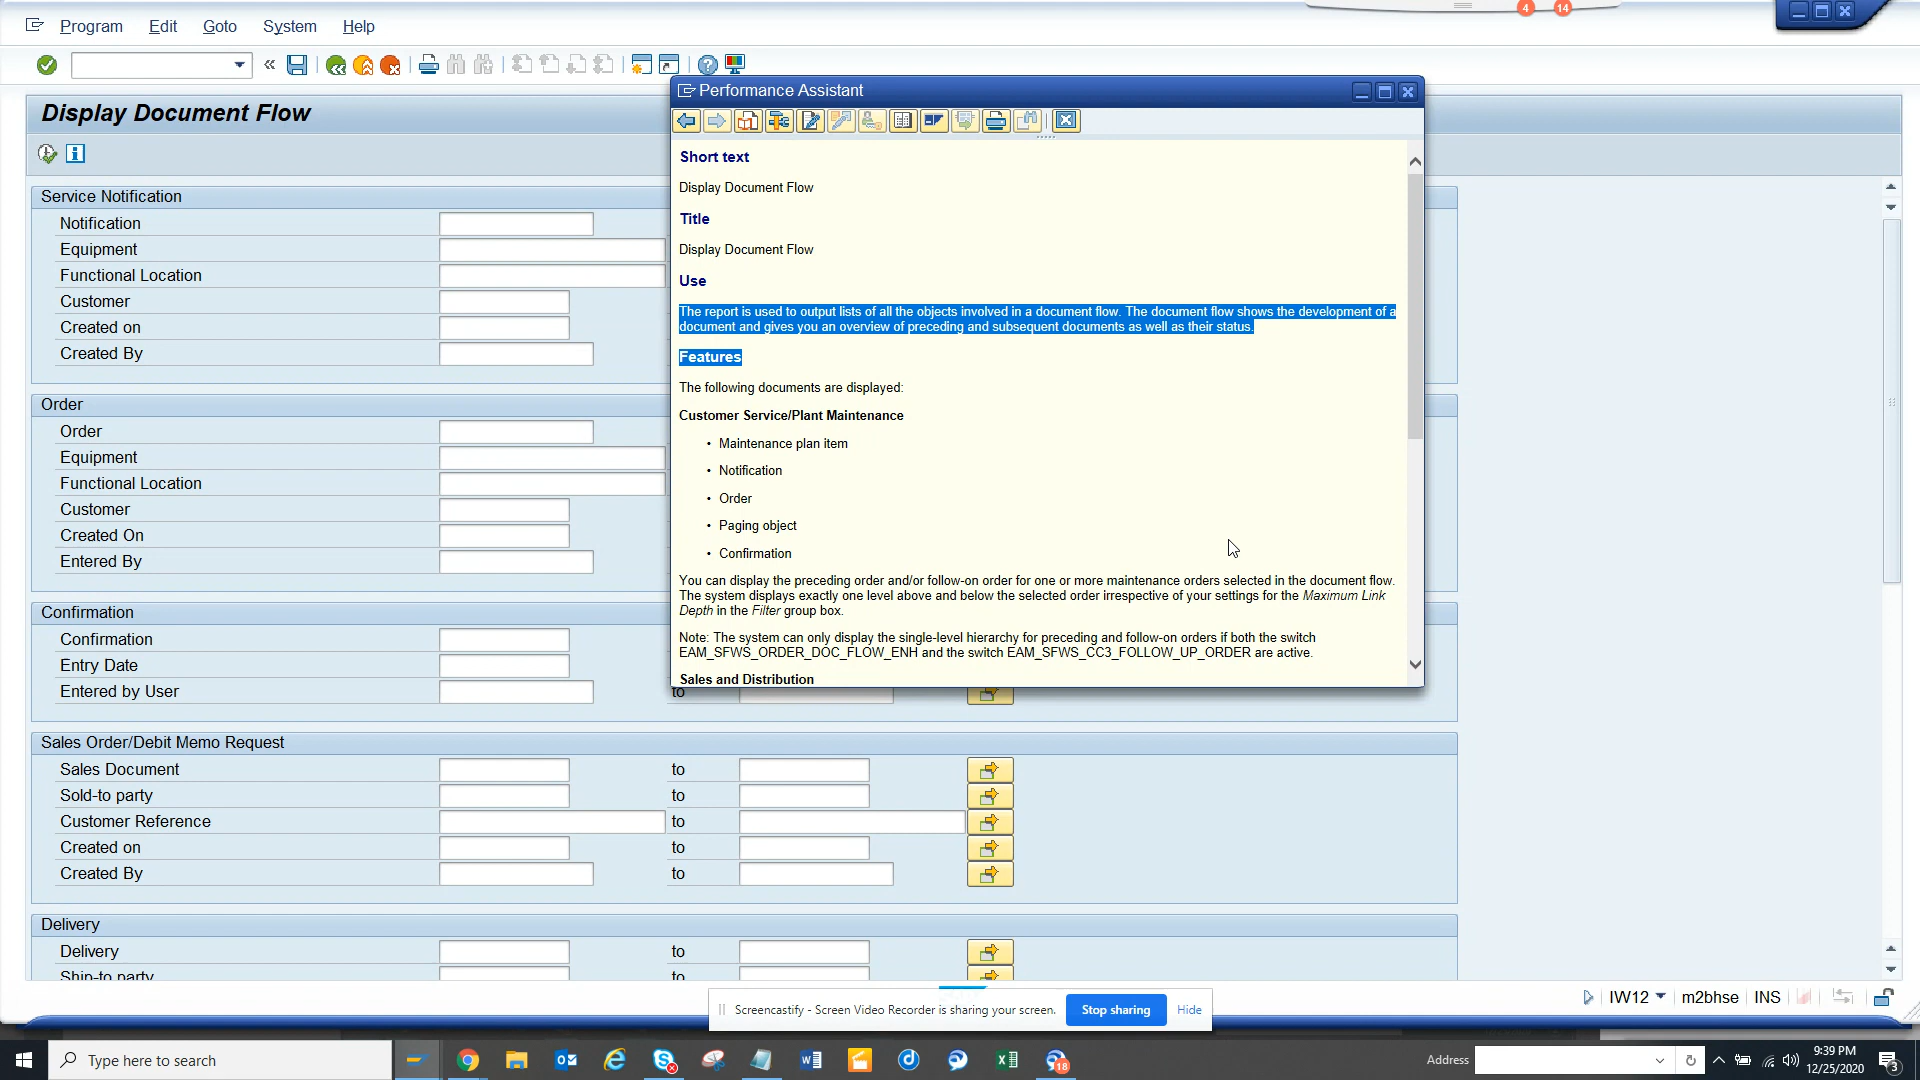 4
14
Program
Edit
Goto
System
Help
Display Document Flow
Service Notification
Notification
Equipment
Functional Location
Customer
Created on
Created By
Order
Order
Equipment
Functional Location
Customer
Created On
Entered By
Confirmation
Confirmation
Entry Date
Entered by User
to
Sales Order/Debit Memo Request
Sales Document
to
Sold-to party
to
Customer Reference
to
Created on
to
Created By
to
Delivery
Delivery
to
Ship-to party
to
Performance Assistant
Short text
Display Document Flow
Title
Display Document Flow
Use
The report is used to output lists of all the objects involved in a document flow. The document flow shows the development of a
document and gives you an overview of preceding and subsequent documents as well as their status.
Features
The following documents are displayed:
Customer Service/Plant Maintenance
• Maintenance plan item
• Notification
• Order
• Paging object
• Confirmation
You can display the preceding order and/or follow-on order for one or more maintenance orders selected in the document flow.
The system displays exactly one level above and below the selected order irrespective of your settings for the Maximum Link
Depth in the Filter group box.
Note: The system can only display the single-level hierarchy for preceding and follow-on orders if both the switch
EAM_SFWS_ORDER_DOC_FLOW_ENH and the switch EAM_SFWS_CC3_FOLLOW_UP_ORDER are active.
Sales and Distribution
IW12
m2bhse
INS
Screencastify - Screen Video Recorder is sharing your screen.
Stop sharing
Hide
Type here to search
18
Address
9:39 PM
12/25/2020
3